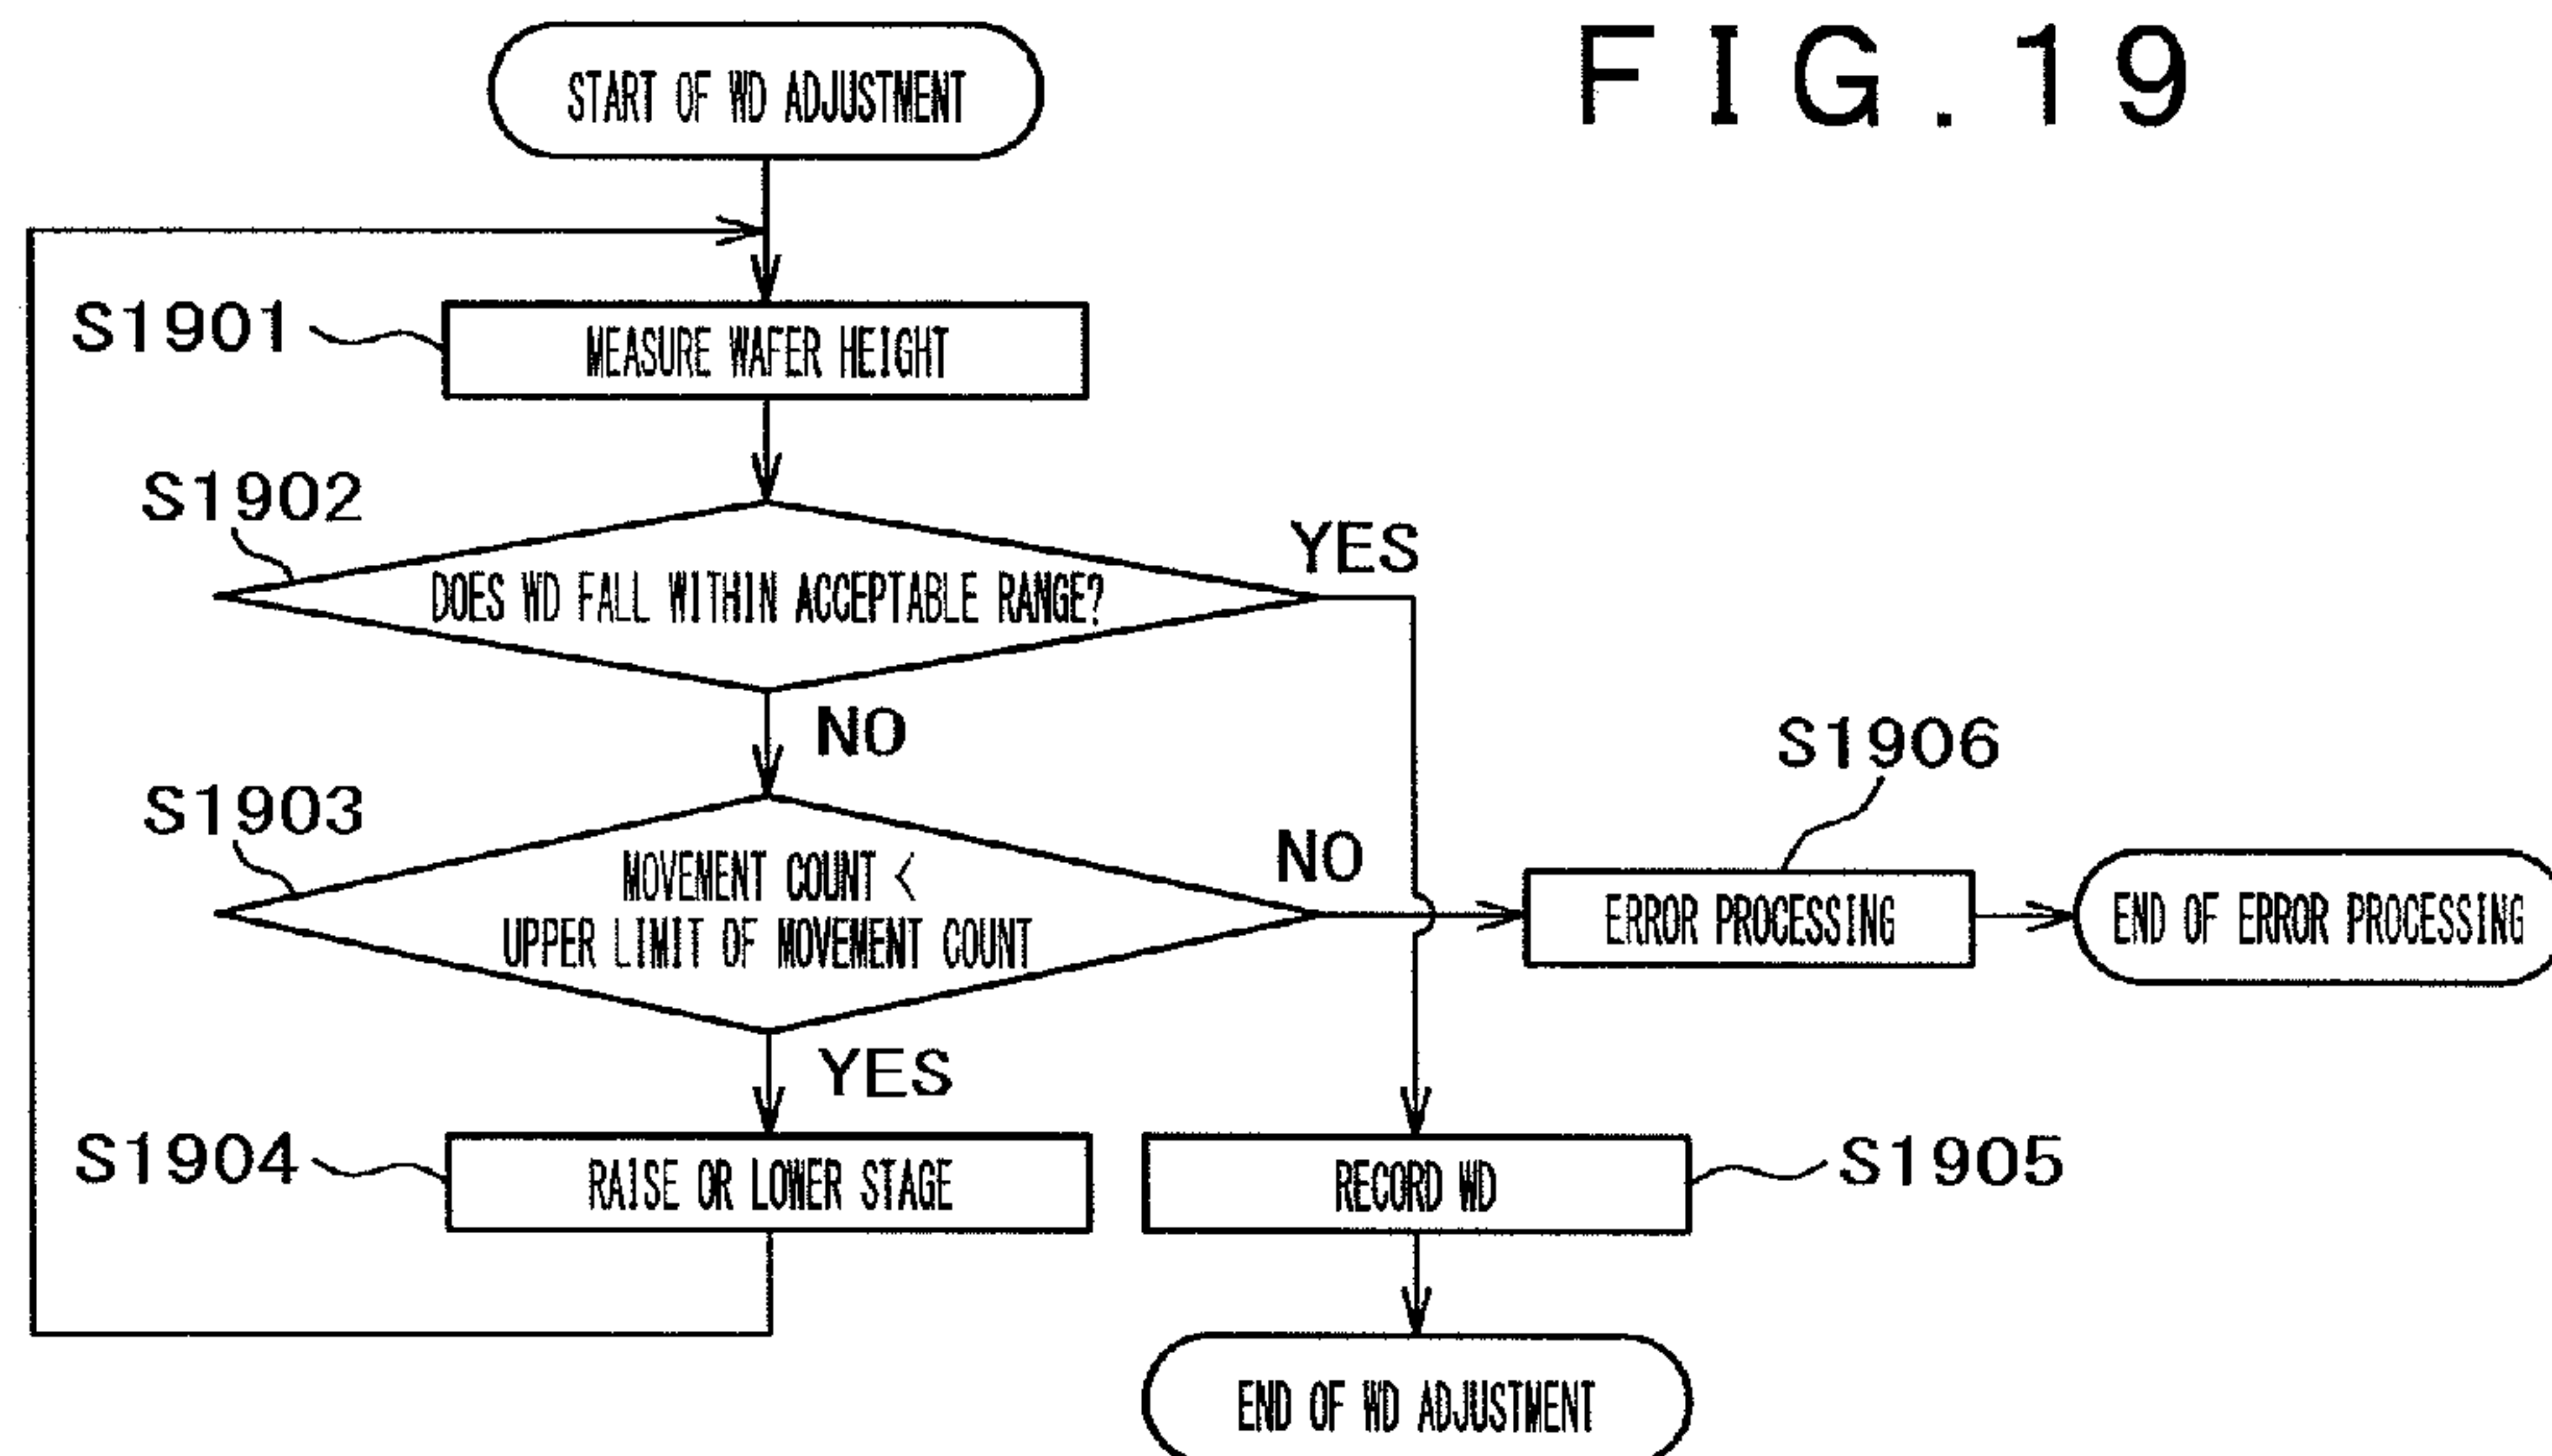 FIG.19
START OF WD ADJUSTMENT
S1901
MEASURE WAFER HEIGHT
S1902
DOES WD FALL WITHIN ACCEPTABLE RANGE?
YES
NO
S1903
MOVEMENT COUNT <
UPPER LIMIT OF MOVEMENT COUNT
NO
S1906
ERROR PROCESSING
END OF ERROR PROCESSING
YES
S1904
RAISE OR LOWER STAGE
RECORD WD
S1905
END OF WD ADJUSTMENT